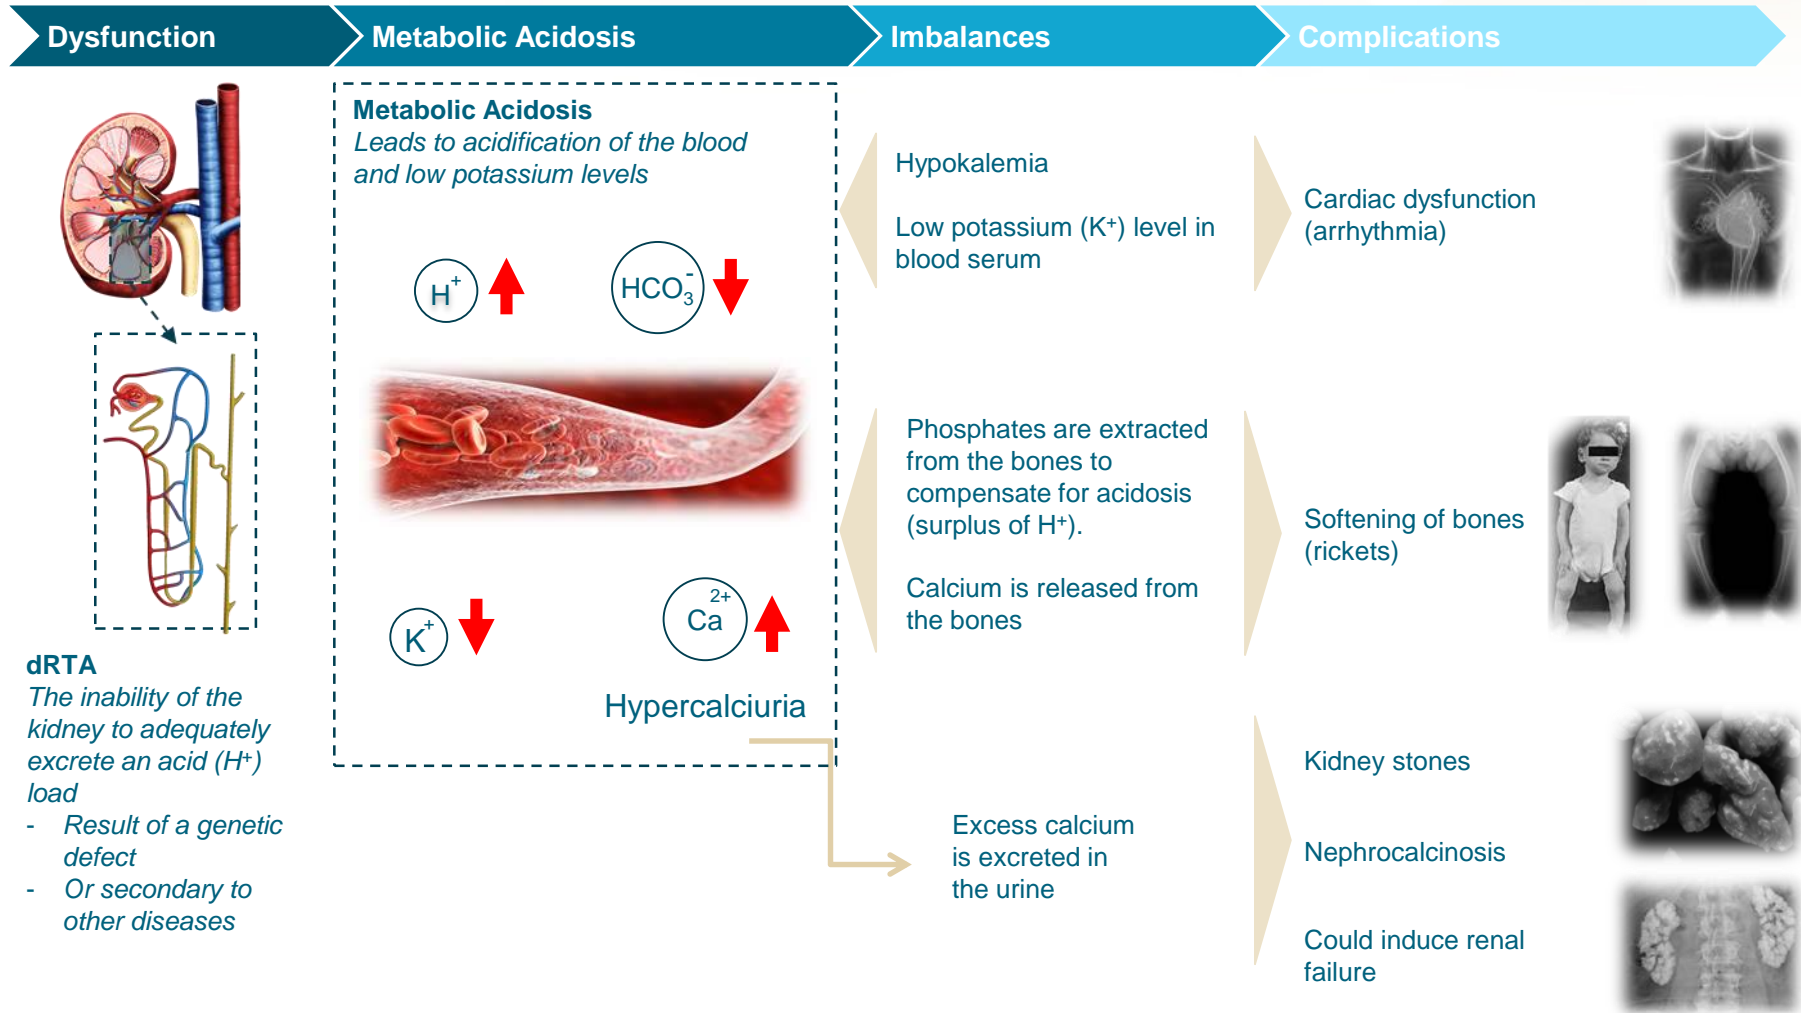 Dysfunction
Metabolic Acidosis
Imbalances
Complications
dRTA
The inability of the
kidney to adequately
excrete an acid (H⁺)
load
- Result of a genetic
defect
- Or secondary to
other diseases
Metabolic Acidosis
Leads to acidification of the blood
and low potassium levels
H⁺
HCO₃⁻
K⁺
Ca²⁺
Hypercalciuria
Hypokalemia
Low potassium (K⁺) level in
blood serum
Phosphates are extracted
from the bones to
compensate for acidosis
(surplus of H⁺).
Calcium is released from
the bones
Excess calcium
is excreted in
the urine
Cardiac dysfunction
(arrhythmia)
Softening of bones
(rickets)
Kidney stones
Nephrocalcinosis
Could induce renal
failure